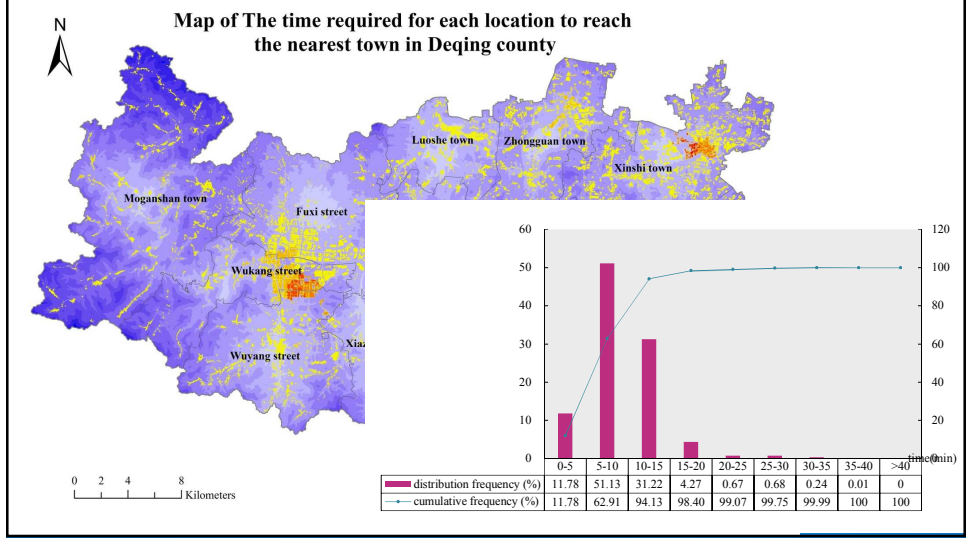 Map of The time required for each location to reach
the nearest town in Deqing county
N
Luoshe town
Zhongguan town
Xinshi town
Moganshan town
Fuxi street
Wukang street
Wuyang street
0 2 4 8
Kilometers
60
50
40
30
20
10
0
120
100
80
60
40
20
0
time(min)
0-5 5-10 10-15 15-20 20-25 25-30 30-35 35-40 >40
distribution frequency (%) 11.78 51.13 31.22 4.27 0.67 0.68 0.24 0.01 0
cumulative frequency (%) 11.78 62.91 94.13 98.40 99.07 99.75 99.99 100 100